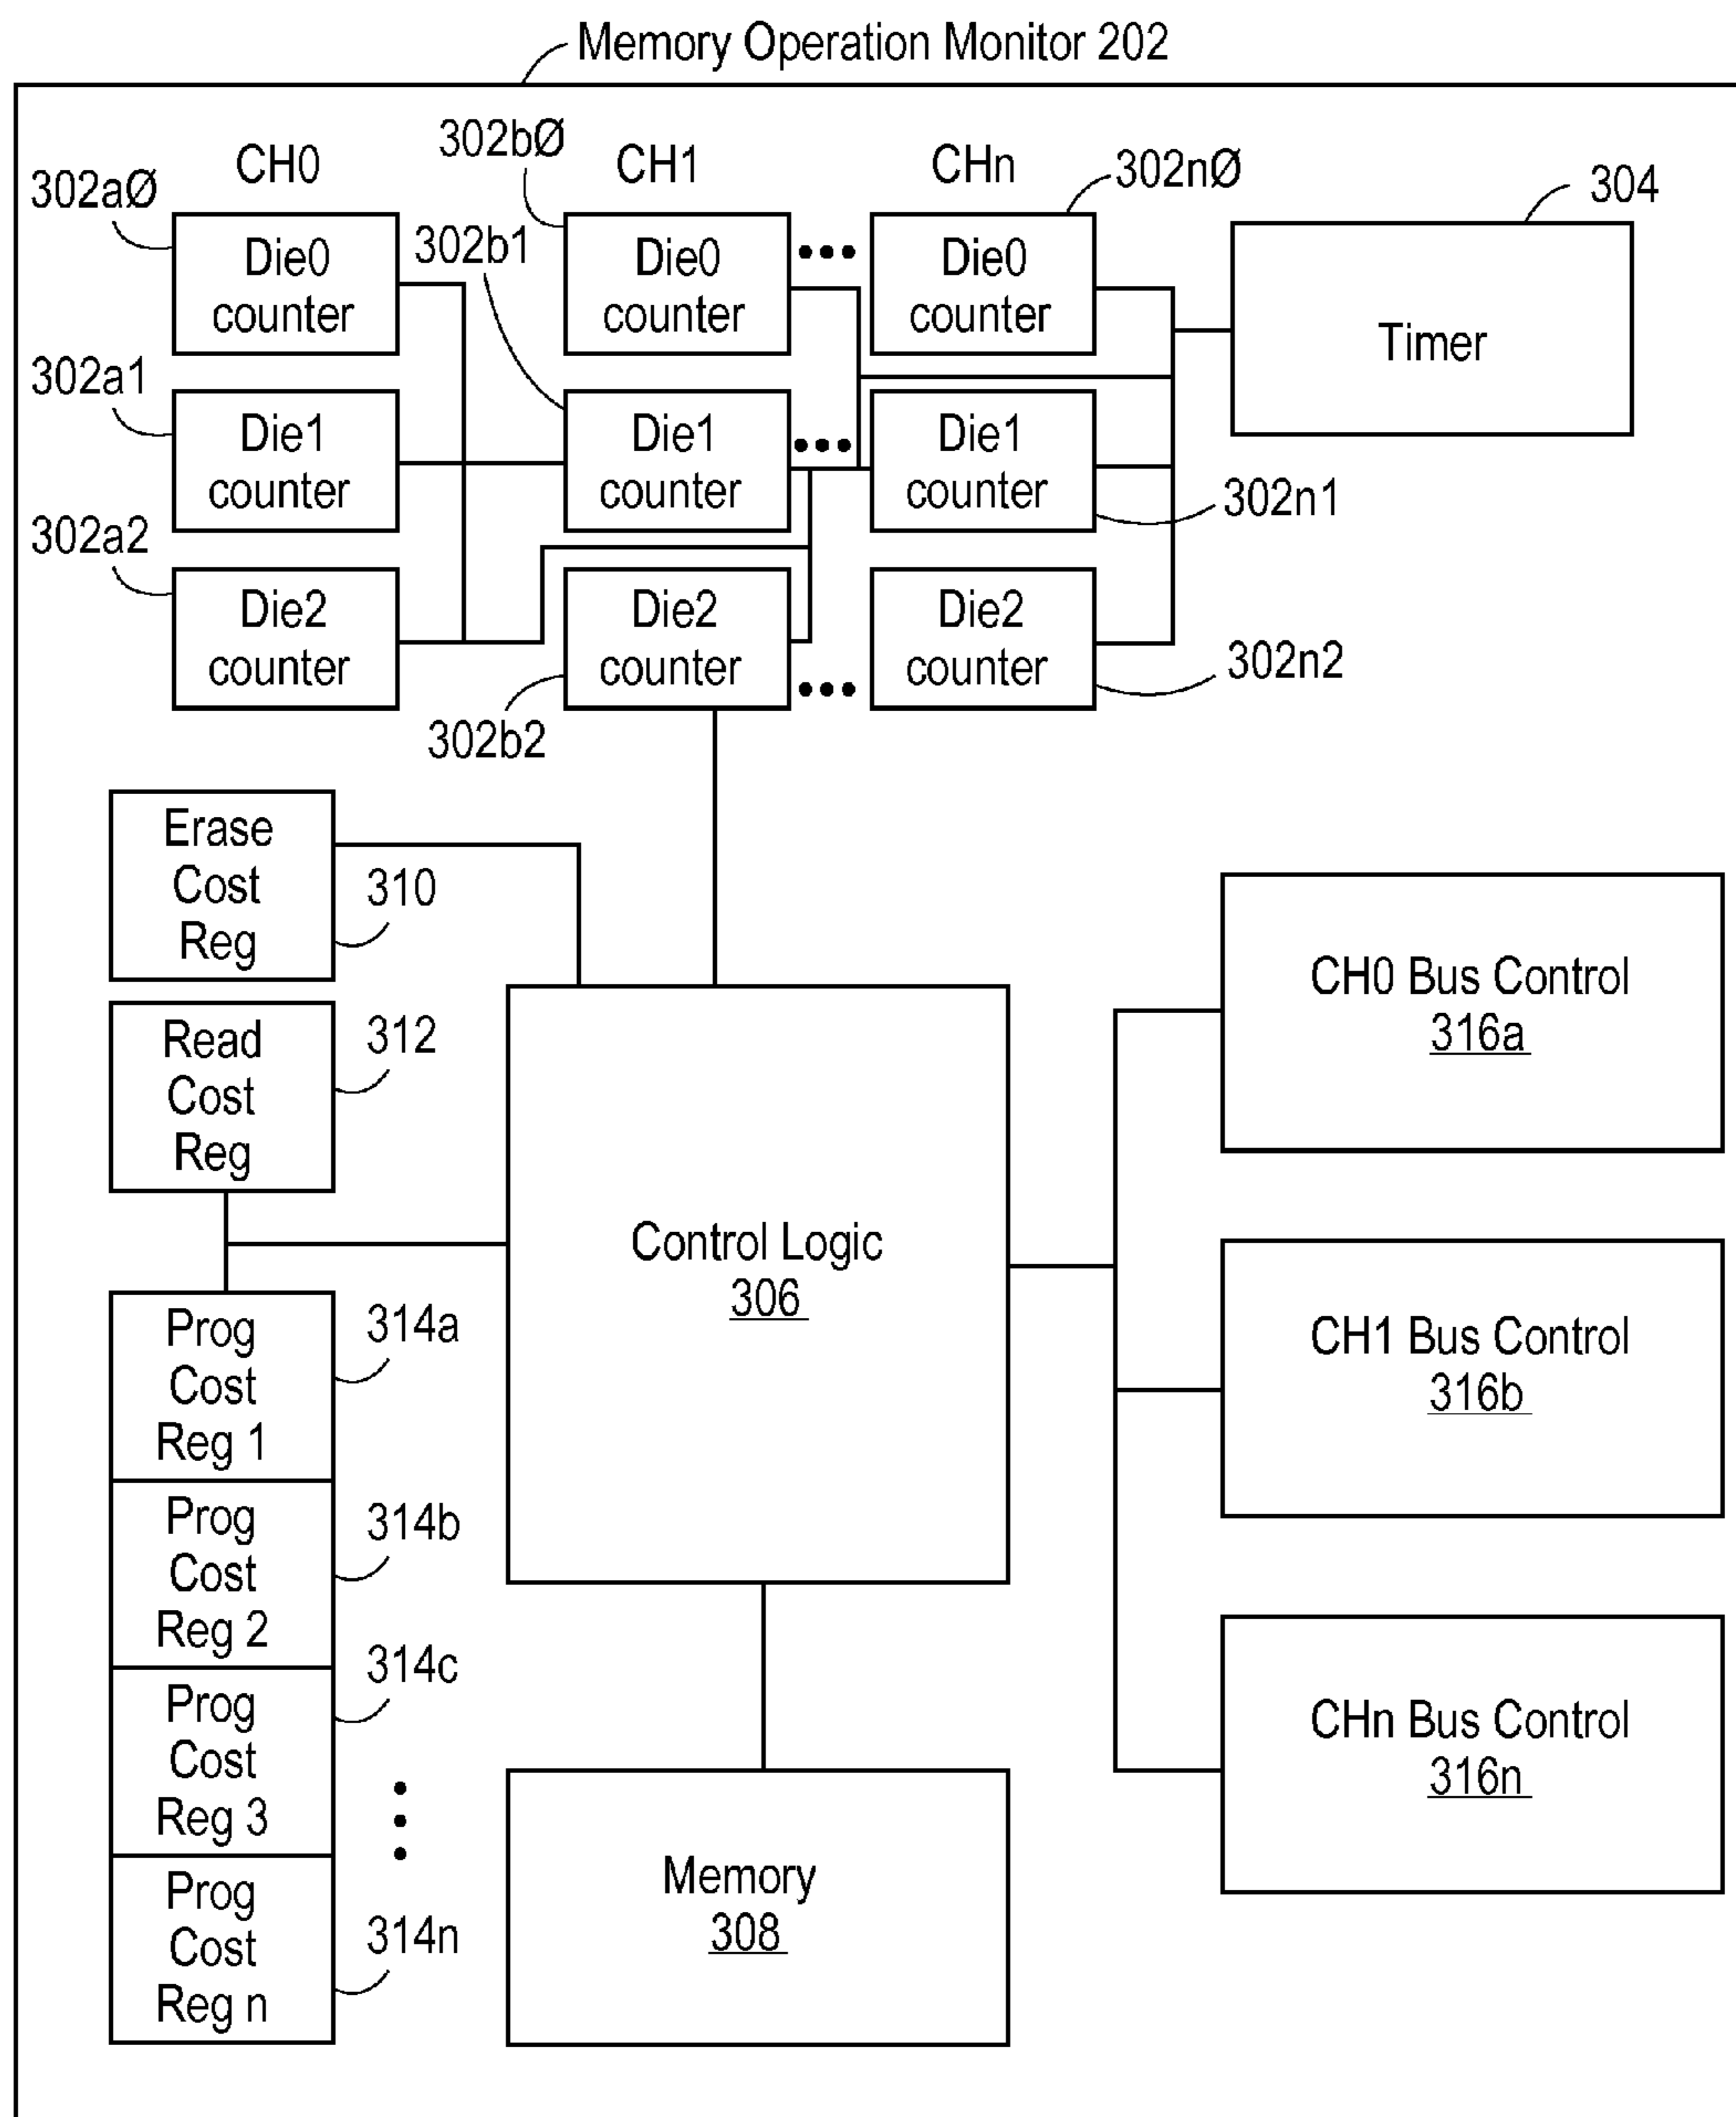 Memory Operation Monitor 202
CH0
302bØ
CH1
CHn
302nØ
302aØ
304
Die0
counter
302b1
Die0
counter
Die0
counter
Timer
302a1
Die1
counter
Die1
counter
Die1
counter
302n1
302a2
Die2
counter
Die2
counter
Die2
counter
302n2
302b2
Erase
Cost
Reg
310
Read
Cost
Reg
312
Prog
Cost
Reg 1
314a
Prog
Cost
Reg 2
314b
Prog
Cost
Reg 3
314c
Prog
Cost
Reg n
314n
Control Logic
306
Memory
308
CH0 Bus Control
316a
CH1 Bus Control
316b
CHn Bus Control
316n